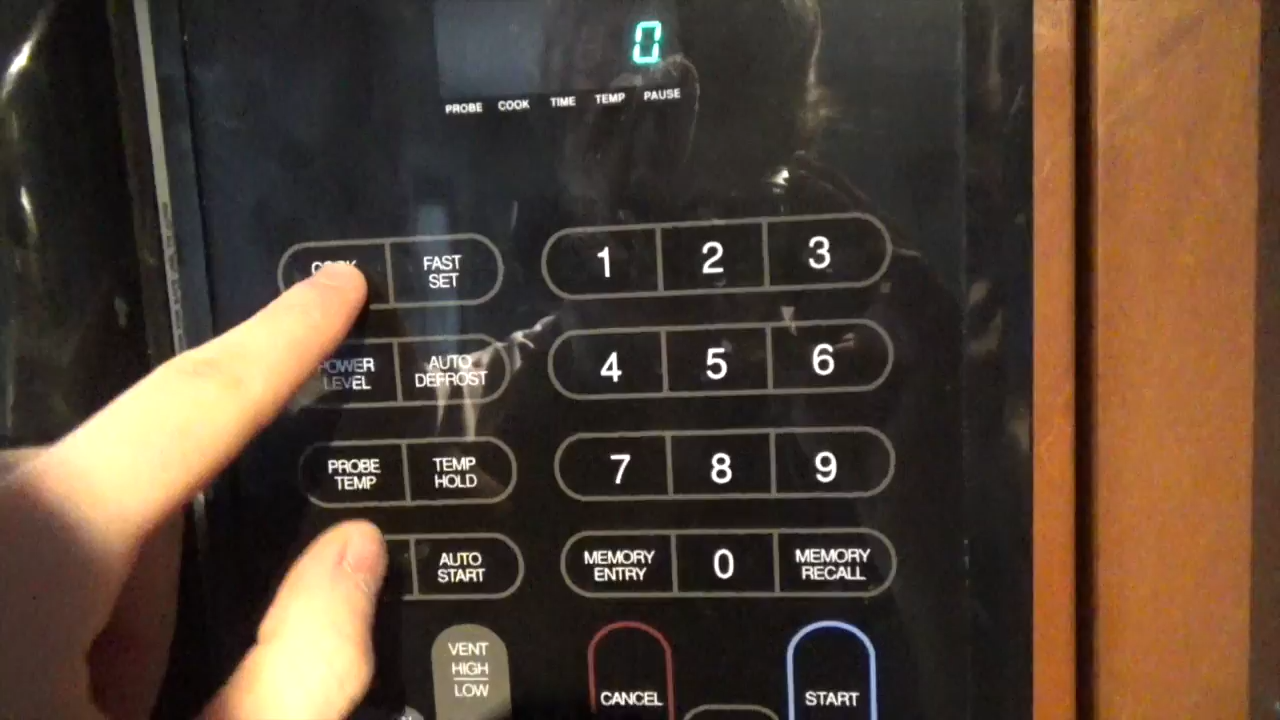 0
PROBE COOK TIME TEMP PAUSE
FAST
SET
1 2 3
POWER
LEVEL
AUTO
DEFROST
4 5 6
PROBE
TEMP
TEMP
HOLD
7 8 9
AUTO
START
MEMORY
ENTRY
0
MEMORY
RECALL
VENT
HIGH
LOW
CANCEL
START